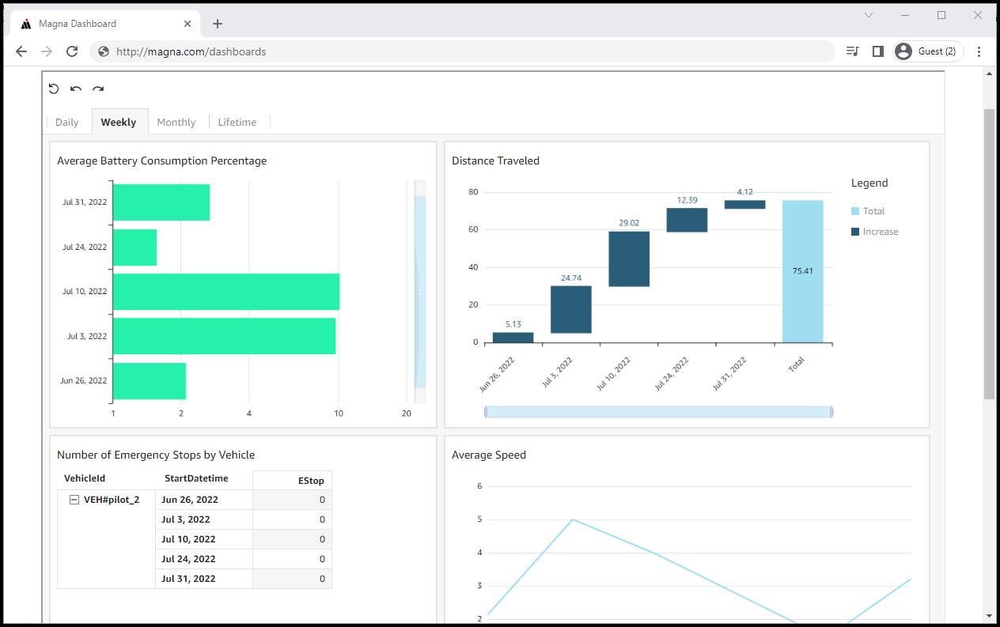 Magna Dashboard
http://magna.com/dashboards
Guest (2)
Daily Weekly Monthly Lifetime
Average Battery Consumption Percentage
Jul 31, 2022
Jul 24, 2022
Jul 10, 2022
Jul 3, 2022
Jun 26, 2022
1 2 4 10 20
Distance Traveled
80
60
40
20
0
5.13
24.74
29.02
12.39
4.12
75.41
Jun 26, 2022
Jul 3, 2022
Jul 10, 2022
Jul 24, 2022
Jul 31, 2022
Total
Legend
Total
Increase
Number of Emergency Stops by Vehicle
VehicleId StartDatetime EStop
VEH#pilot_2 Jun 26, 2022 0
Jul 3, 2022 0
Jul 10, 2022 0
Jul 24, 2022 0
Jul 31, 2022 0
Average Speed
6
5
4
3
2